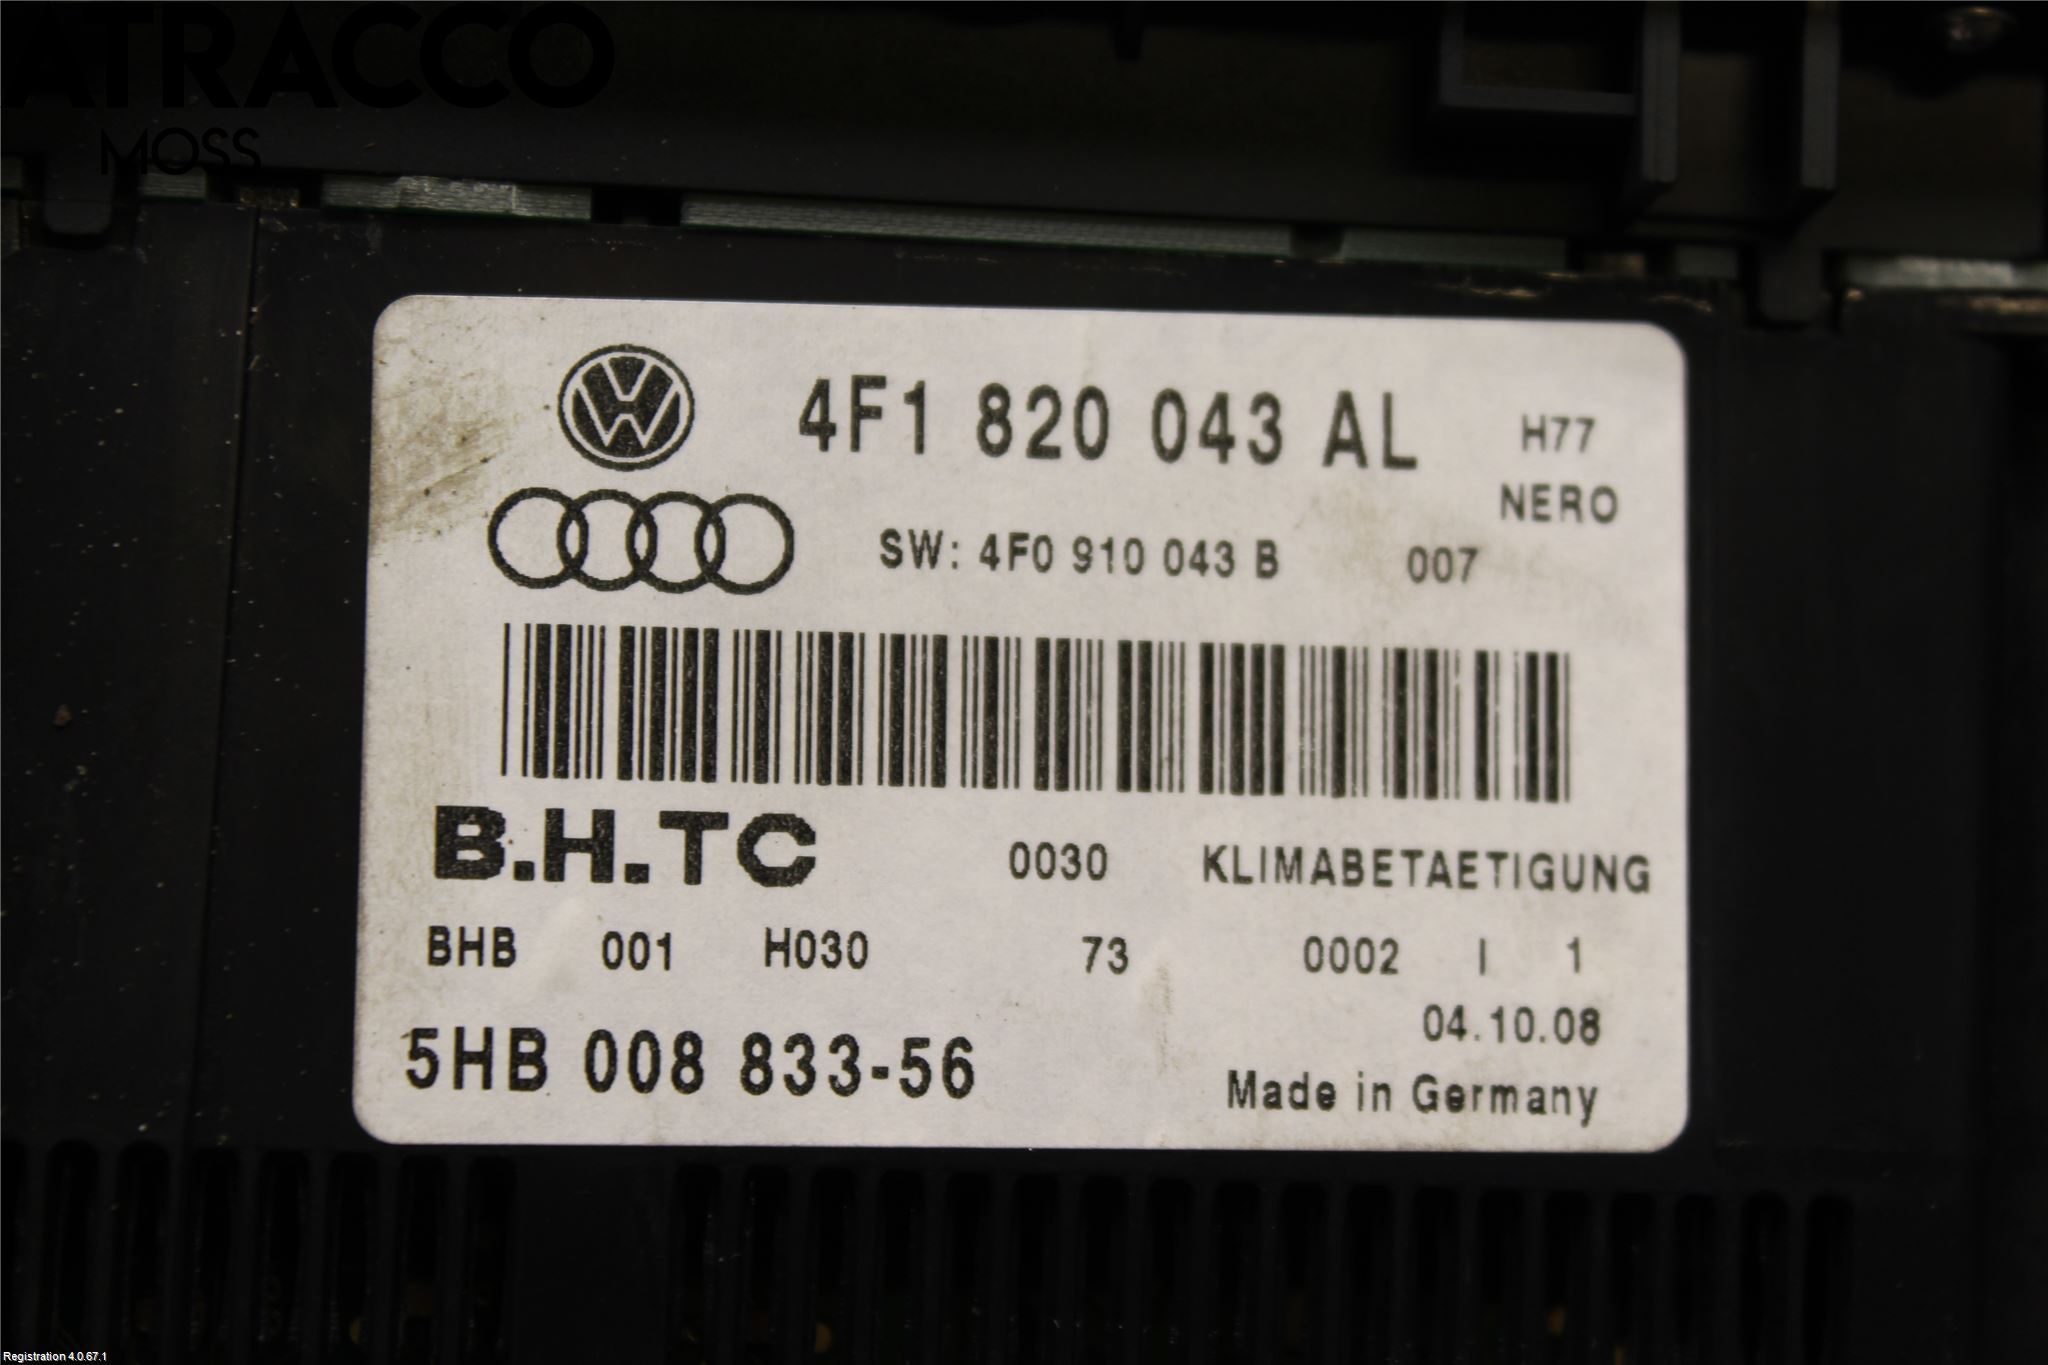 ATRACCO
MOSS
4F1 820 043 AL
H77
NERO
SW: 4F0 910 043 B 007
B.H.TC 0030 KLIMABETAETIGUNG
BHB 001 H030 73 0002 I 1
04.10.08
5HB 008 833-56
Made in Germany
Registration 4.0.67.1